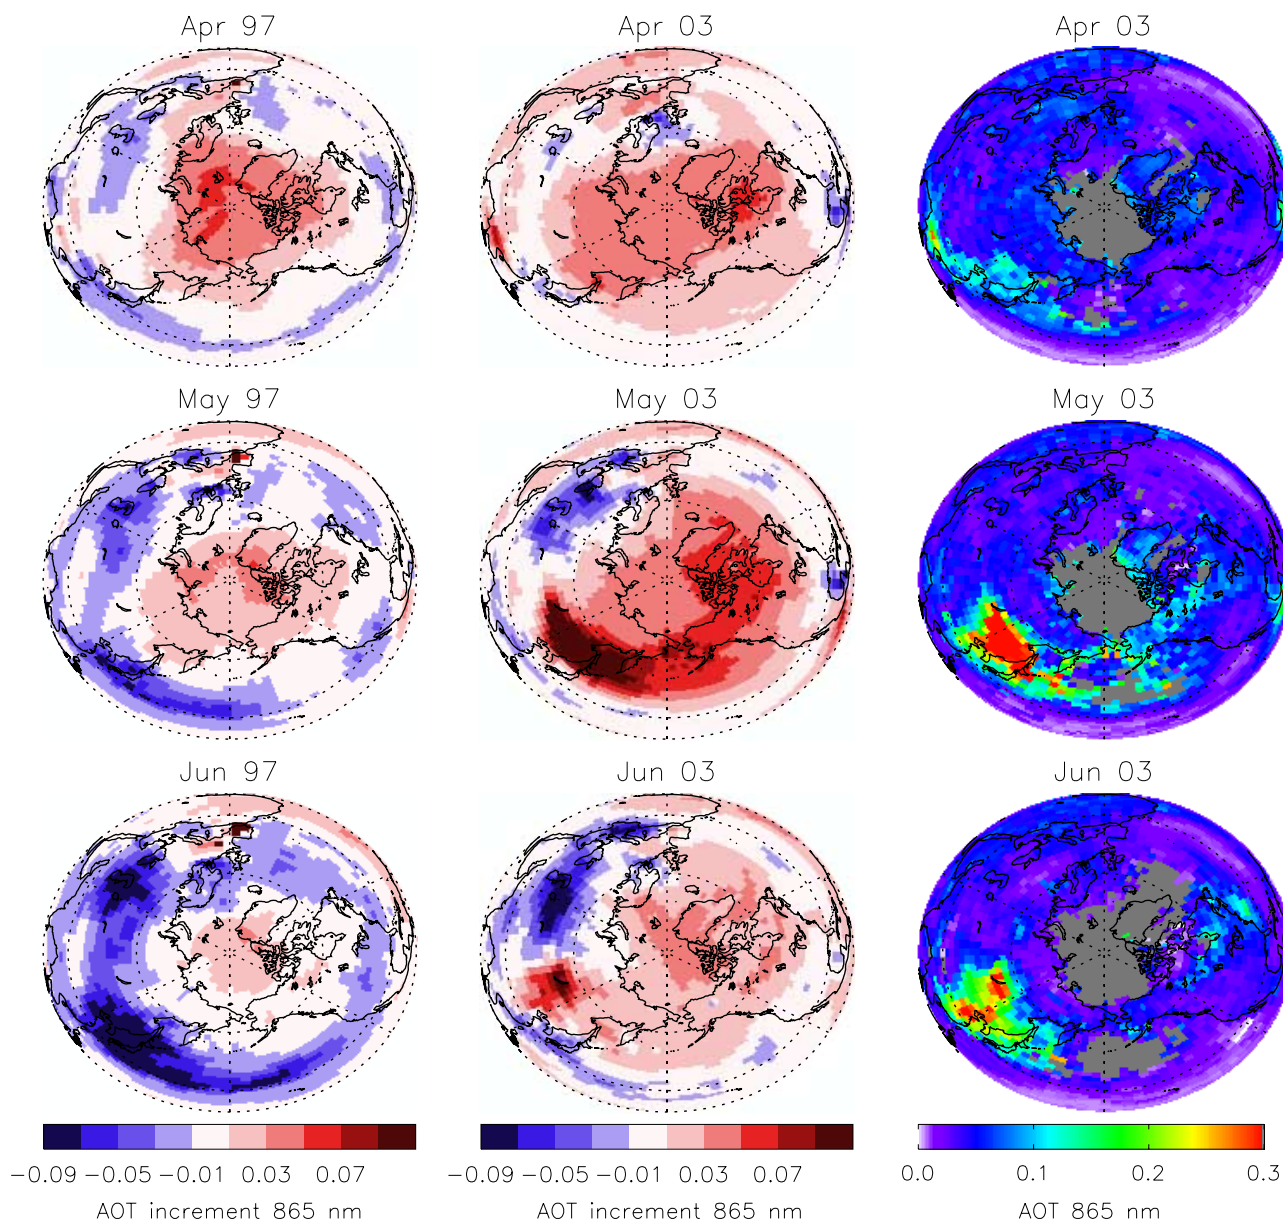 Apr 97 Apr 03 Apr 03
May 97 May 03 May 03
Jun 97 Jun 03 Jun 03
−0.09 −0.05 −0.01 0.03 0.07 −0.09 −0.05 −0.01 0.03 0.07 0.0 0.1 0.2 0.3
AOT increment 865 nm AOT increment 865 nm AOT 865 nm